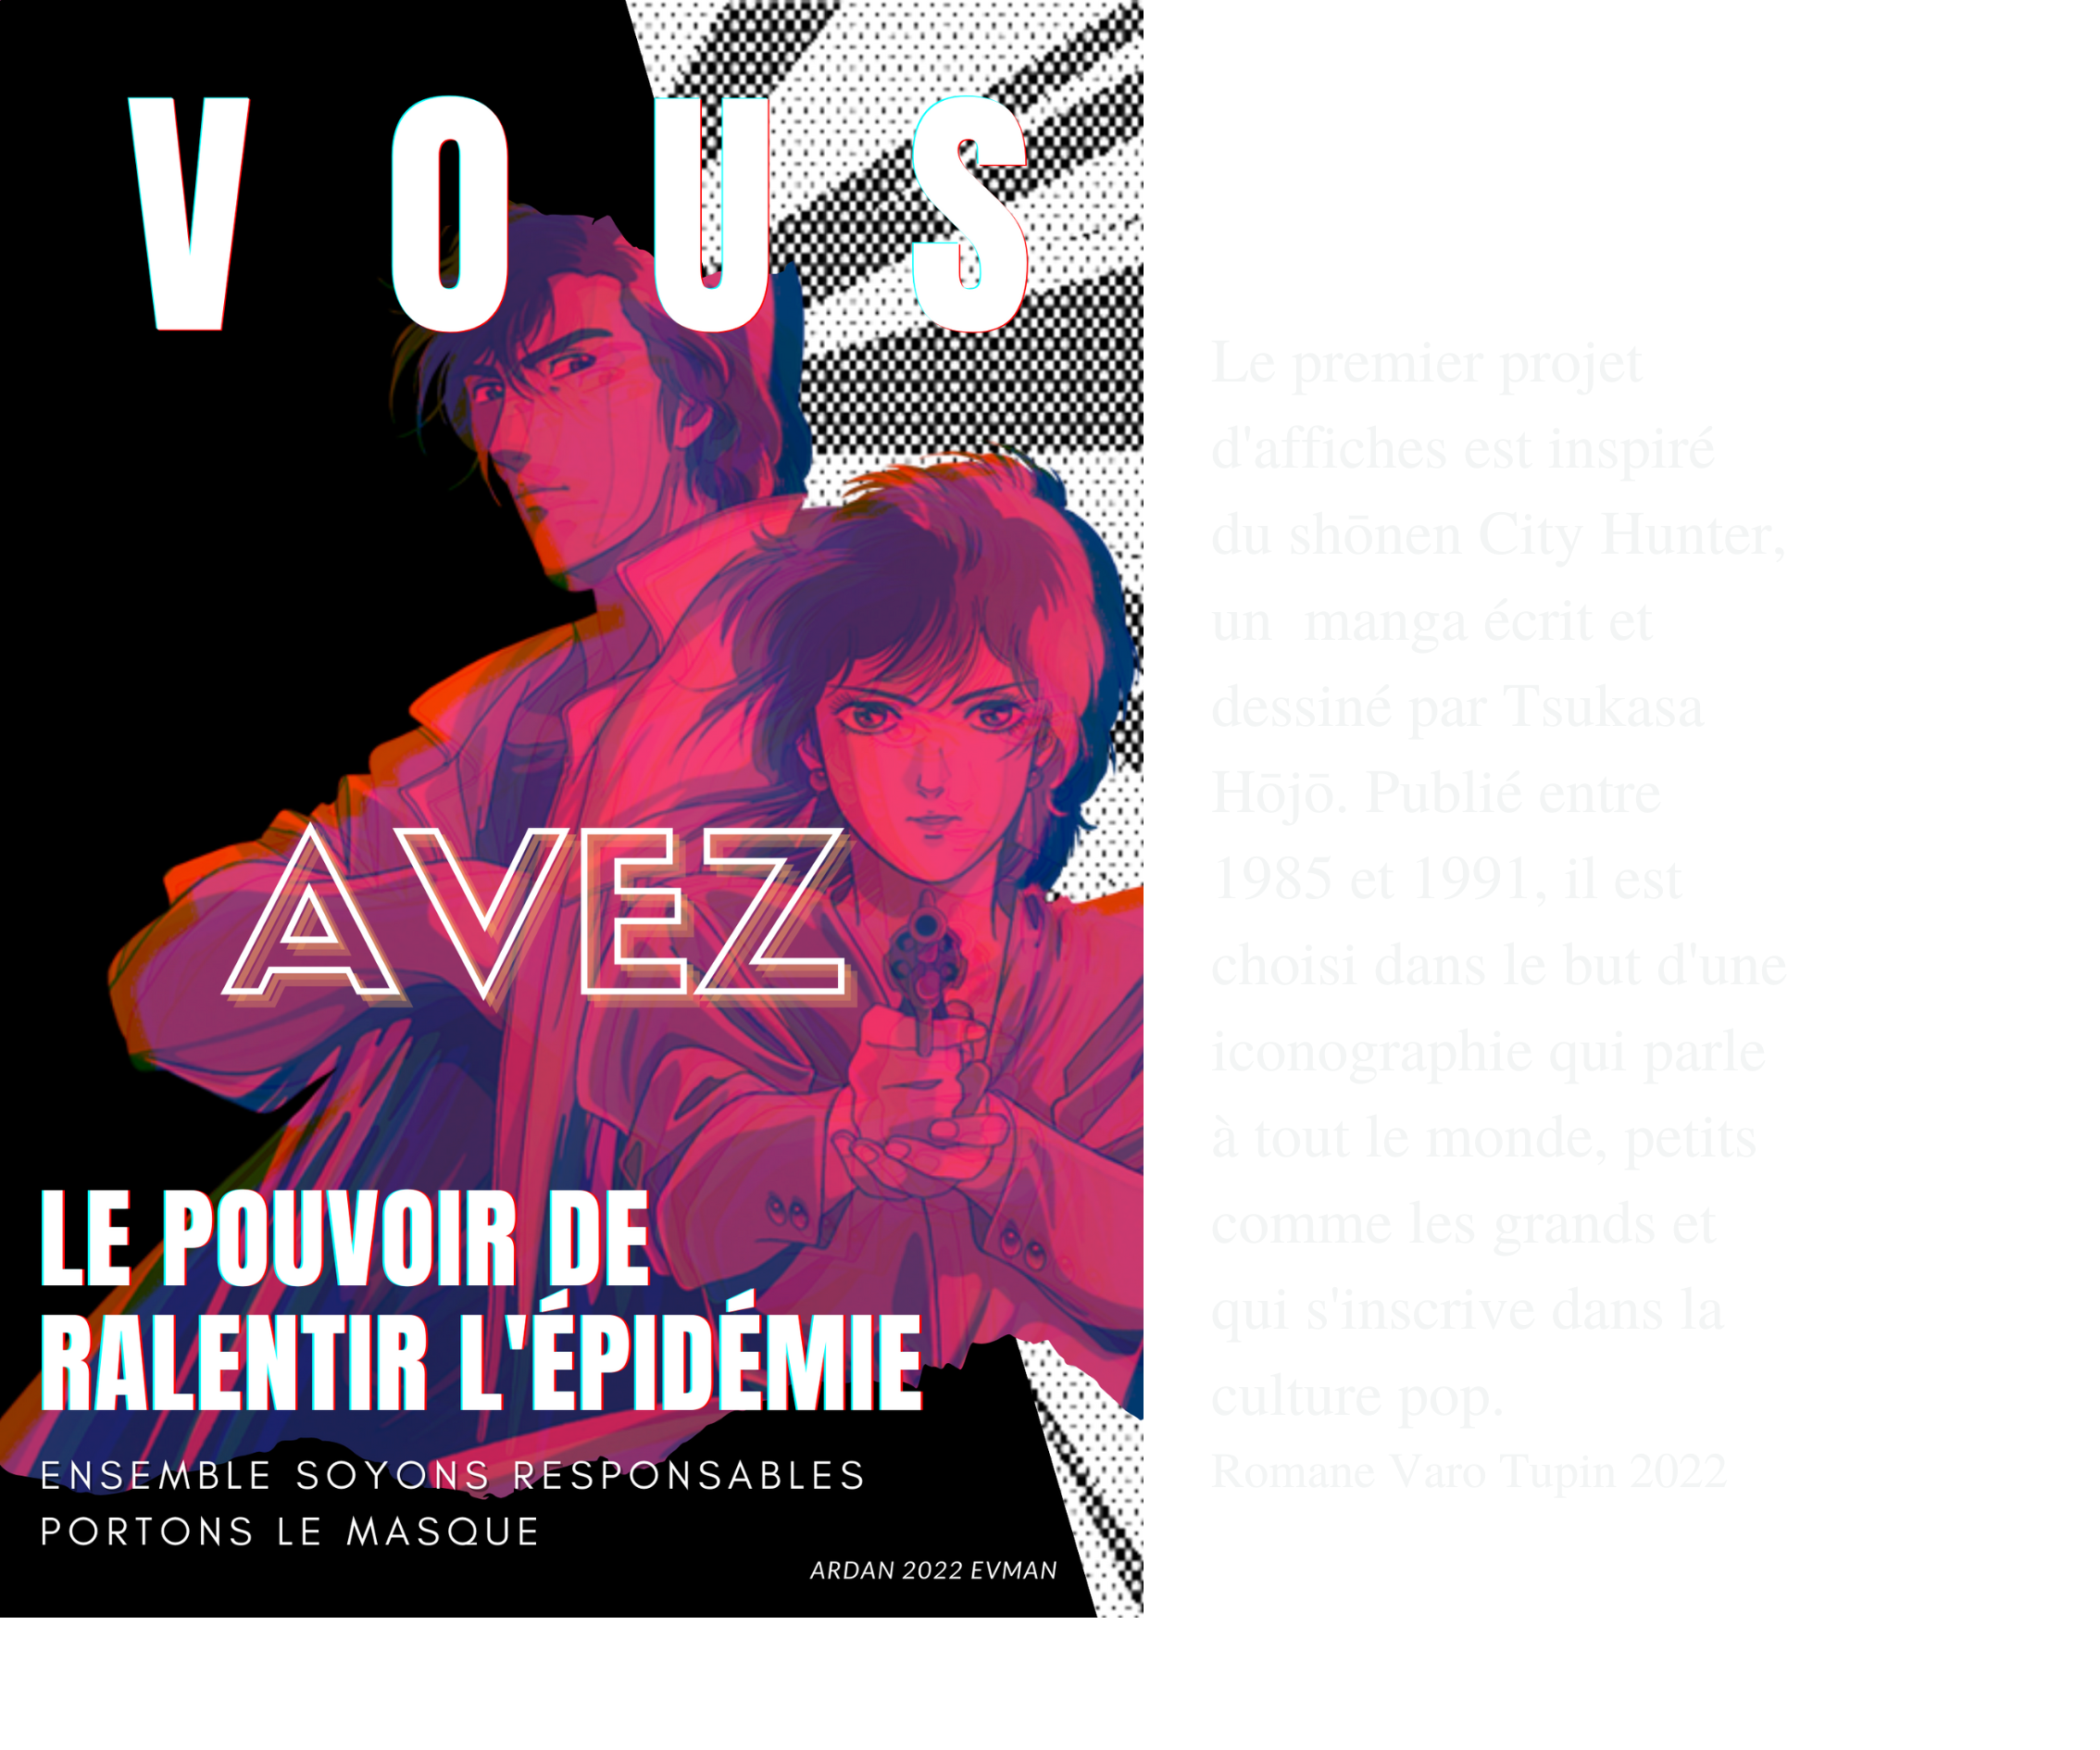 VOUS
AVEZ
LE POUVOIR DE
RALENTIR L'ÉPIDÉMIE
ENSEMBLE SOYONS RESPONSABLES
PORTONS LE MASQUE
ARDAN 2022 EVMAN
Le premier projet
d'affiches est inspiré
du shōnen City Hunter,
un  manga écrit et
dessiné par Tsukasa
Hōjō. Publié entre
1985 et 1991, il est
choisi dans le but d'une
iconographie qui parle
à tout le monde, petits
comme les grands et
qui s'inscrive dans la
culture pop.
Romane Varo Tupin 2022